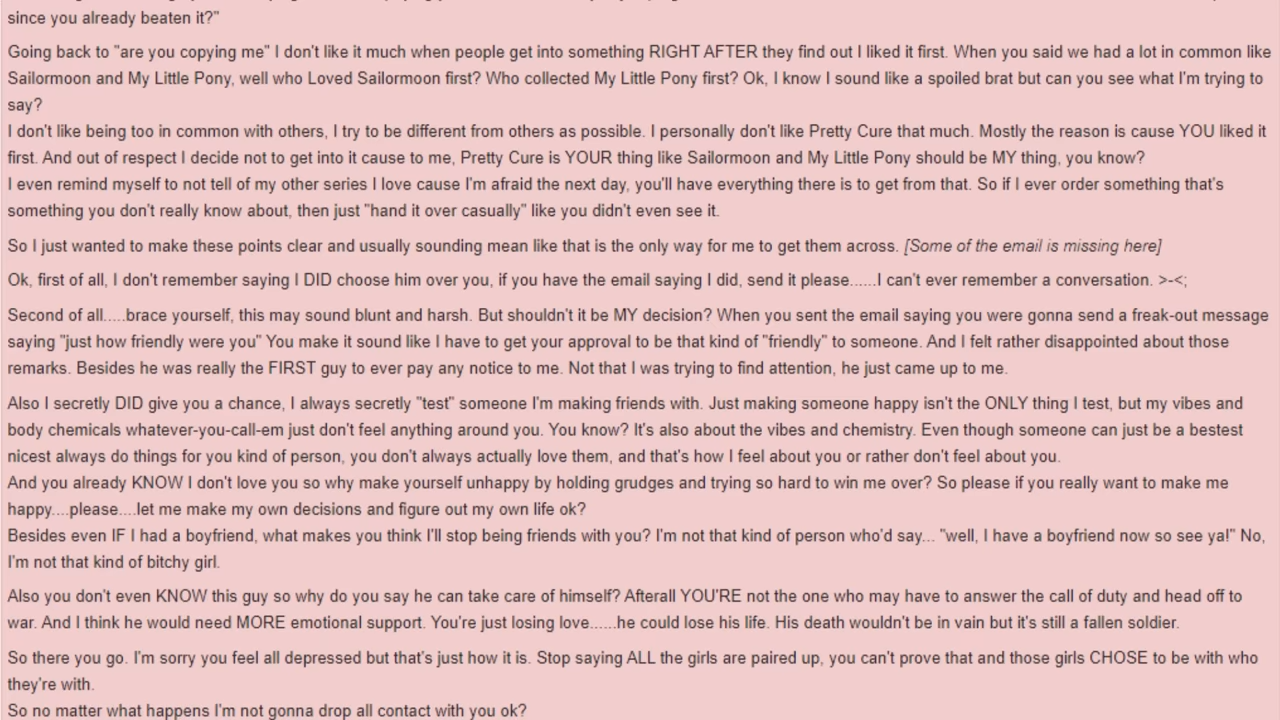 since you already beaten it?"
Going back to "are you copying me" I don't like it much when people get into something RIGHT AFTER they find out I liked it first. When you said we had a lot in common like
Sailormoon and My Little Pony, well who Loved Sailormoon first? Who collected My Little Pony first? Ok, I know I sound like a spoiled brat but can you see what I'm trying to
say?
I don't like being too in common with others, I try to be different from others as possible. I personally don't like Pretty Cure that much. Mostly the reason is cause YOU liked it
first. And out of respect I decide not to get into it cause to me, Pretty Cure is YOUR thing like Sailormoon and My Little Pony should be MY thing, you know?
I even remind myself to not tell of my other series I love cause I'm afraid the next day, you'll have everything there is to get from that. So if I ever order something that's
something you don't really know about, then just "hand it over casually" like you didn't even see it.
So I just wanted to make these points clear and usually sounding mean like that is the only way for me to get them across. [Some of the email is missing here]
Ok, first of all, I don't remember saying I DID choose him over you, if you have the email saying I did, send it please......I can't ever remember a conversation. >-<;
Second of all.....brace yourself, this may sound blunt and harsh. But shouldn't it be MY decision? When you sent the email saying you were gonna send a freak-out message
saying "just how friendly were you" You make it sound like I have to get your approval to be that kind of "friendly" to someone. And I felt rather disappointed about those
remarks. Besides he was really the FIRST guy to ever pay any notice to me. Not that I was trying to find attention, he just came up to me.
Also I secretly DID give you a chance, I always secretly "test" someone I'm making friends with. Just making someone happy isn't the ONLY thing I test, but my vibes and
body chemicals whatever-you-call-em just don't feel anything around you. You know? It's also about the vibes and chemistry. Even though someone can just be a bestest
nicest always do things for you kind of person, you don't always actually love them, and that's how I feel about you or rather don't feel about you.
And you already KNOW I don't love you so why make yourself unhappy by holding grudges and trying so hard to win me over? So please if you really want to make me
happy....please....let me make my own decisions and figure out my own life ok?
Besides even IF I had a boyfriend, what makes you think I'll stop being friends with you? I'm not that kind of person who'd say... "well, I have a boyfriend now so see ya!" No,
I'm not that kind of bitchy girl.
Also you don't even KNOW this guy so why do you say he can take care of himself? Afterall YOU'RE not the one who may have to answer the call of duty and head off to
war. And I think he would need MORE emotional support. You're just losing love......he could lose his life. His death wouldn't be in vain but it's still a fallen soldier.
So there you go. I'm sorry you feel all depressed but that's just how it is. Stop saying ALL the girls are paired up, you can't prove that and those girls CHOSE to be with who
they're with.
So no matter what happens I'm not gonna drop all contact with you ok?